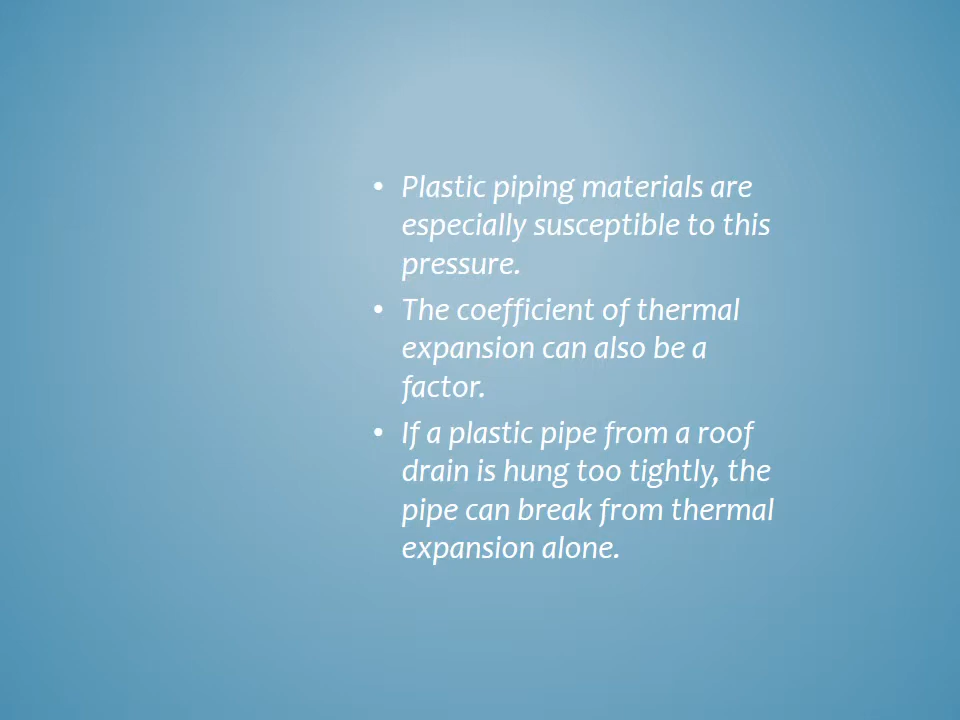 • Plastic piping materials are
especially susceptible to this
pressure.
• The coefficient of thermal
expansion can also be a
factor.
• If a plastic pipe from a roof
drain is hung too tightly, the
pipe can break from thermal
expansion alone.